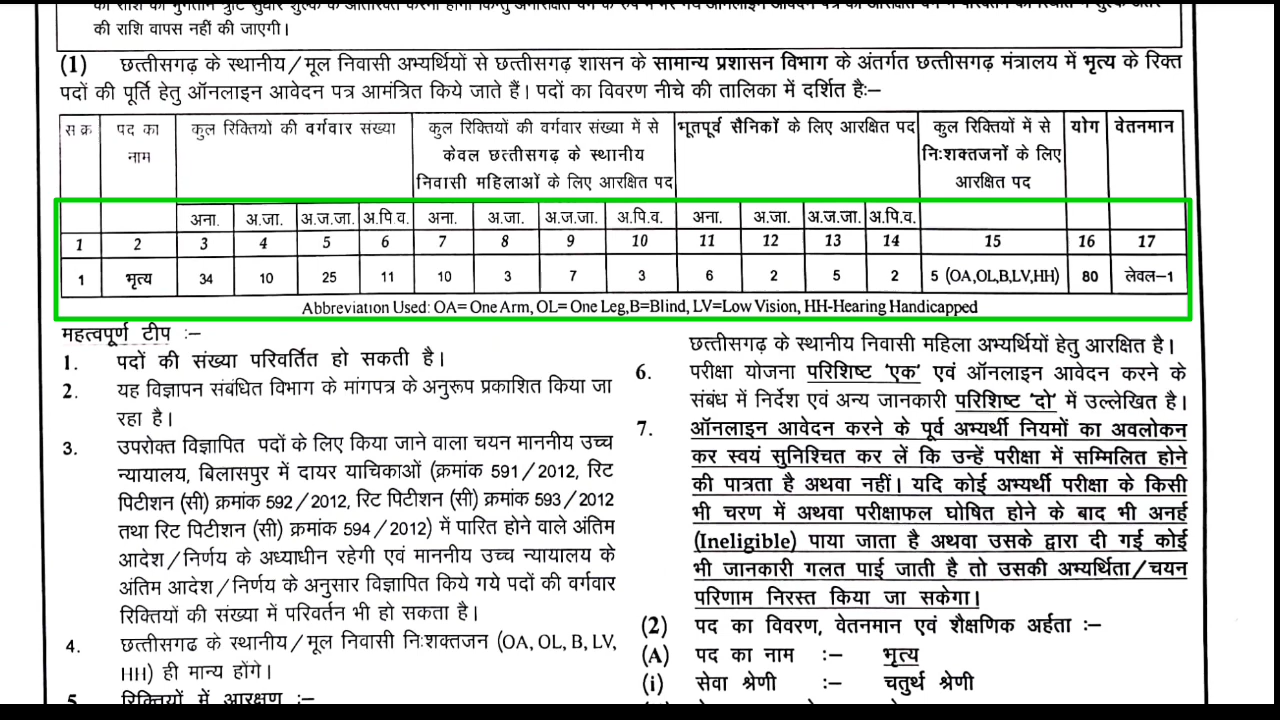 की राशि वापस नहीं की जाएगी।
(1) छत्तीसगढ़ के स्थानीय/मूल निवासी अभ्यर्थियों से छत्तीसगढ़ शासन के सामान्य प्रशासन विभाग के अंतर्गत छत्तीसगढ़ मंत्रालय में भृत्य के रिक्त
पदों की पूर्ति हेतु ऑनलाइन आवेदन पत्र आमंत्रित किये जाते हैं। पदों का विवरण नीचे की तालिका में दर्शित है:–
स क्र पद का नाम कुल रिक्तियो की वर्गवार संख्या कुल रिक्तियों की वर्गवार संख्या में से केवल छत्तीसगढ़ के स्थानीय निवासी महिलाओं के लिए आरक्षित पद भूतपूर्व सैनिकों के लिए आरक्षित पद कुल रिक्तियों में से निःशक्तजनों के लिए आरक्षित पद योग वेतनमान
अना. अ.जा. अ.ज.जा. अ.पि.व. अना. अ.जा. अ.ज.जा. अ.पि.व. अना. अ.जा. अ.ज.जा. अ.पि.व.
1 2 3 4 5 6 7 8 9 10 11 12 13 14 15 16 17
1 भृत्य 34 10 25 11 10 3 7 3 6 2 5 2 5 (OA,OL,B,LV,HH) 80 लेवल–1
Abbreviation Used: OA= One Arm, OL= One Leg,B=Blind, LV=Low Vision, HH-Hearing Handicapped
महत्वपूर्ण टीप :–
1. पदों की संख्या परिवर्तित हो सकती है।
2. यह विज्ञापन संबंधित विभाग के मांगपत्र के अनुरूप प्रकाशित किया जा
रहा है।
3. उपरोक्त विज्ञापित पदों के लिए किया जाने वाला चयन माननीय उच्च
न्यायालय, बिलासपुर में दायर याचिकाओं (क्रमांक 591/2012, रिट
पिटीशन (सी) क्रमांक 592/2012, रिट पिटीशन (सी) क्रमांक 593/2012
तथा रिट पिटीशन (सी) क्रमांक 594/2012) में पारित होने वाले अंतिम
आदेश/निर्णय के अध्याधीन रहेगी एवं माननीय उच्च न्यायालय के
अंतिम आदेश/निर्णय के अनुसार विज्ञापित किये गये पदों की वर्गवार
रिक्तियों की संख्या में परिवर्तन भी हो सकता है।
4. छत्तीसगढ के स्थानीय/मूल निवासी निःशक्तजन (OA, OL, B, LV,
HH) ही मान्य होंगे।
5. रिक्तियों में आरक्षण :–
छत्तीसगढ़ के स्थानीय निवासी महिला अभ्यर्थियों हेतु आरक्षित है।
6. परीक्षा योजना परिशिष्ट 'एक' एवं ऑनलाइन आवेदन करने के
संबंध में निर्देश एवं अन्य जानकारी परिशिष्ट 'दो' में उल्लेखित है।
7. ऑनलाइन आवेदन करने के पूर्व अभ्यर्थी नियमों का अवलोकन
कर स्वयं सुनिश्चित कर लें कि उन्हें परीक्षा में सम्मिलित होने
की पात्रता है अथवा नहीं। यदि कोई अभ्यर्थी परीक्षा के किसी
भी चरण में अथवा परीक्षाफल घोषित होने के बाद भी अनर्ह
(Ineligible) पाया जाता है अथवा उसके द्वारा दी गई कोई
भी जानकारी गलत पाई जाती है तो उसकी अभ्यर्थिता/चयन
परिणाम निरस्त किया जा सकेगा।
(2) पद का विवरण, वेतनमान एवं शैक्षणिक अर्हता :–
(A) पद का नाम :– भृत्य
(i) सेवा श्रेणी :– चतुर्थ श्रेणी